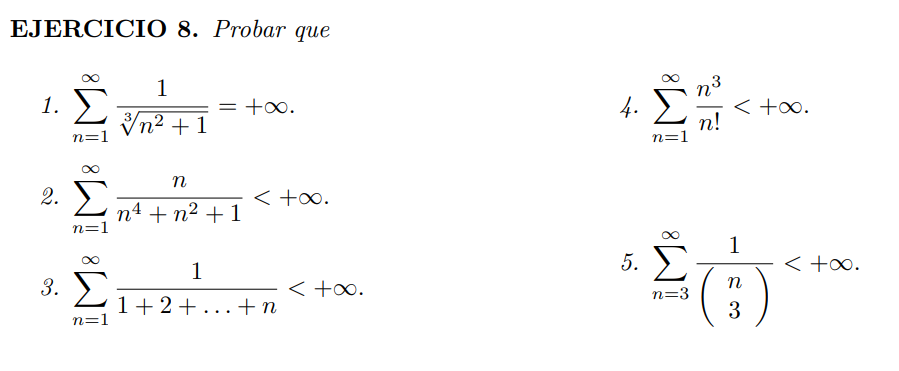 EJERCICIO 8. Probar que
1. $\sum_{n=1}^{\infty} \frac{1}{\sqrt[3]{n^2+1}} = +\infty.$
2. $\sum_{n=1}^{\infty} \frac{n}{n^4+n^2+1} < +\infty.$
3. $\sum_{n=1}^{\infty} \frac{1}{1+2+\ldots+n} < +\infty.$
4. $\sum_{n=1}^{\infty} \frac{n^3}{n!} < +\infty.$
5. $\sum_{n=3}^{\infty} \frac{1}{\binom{n}{3}} < +\infty.$